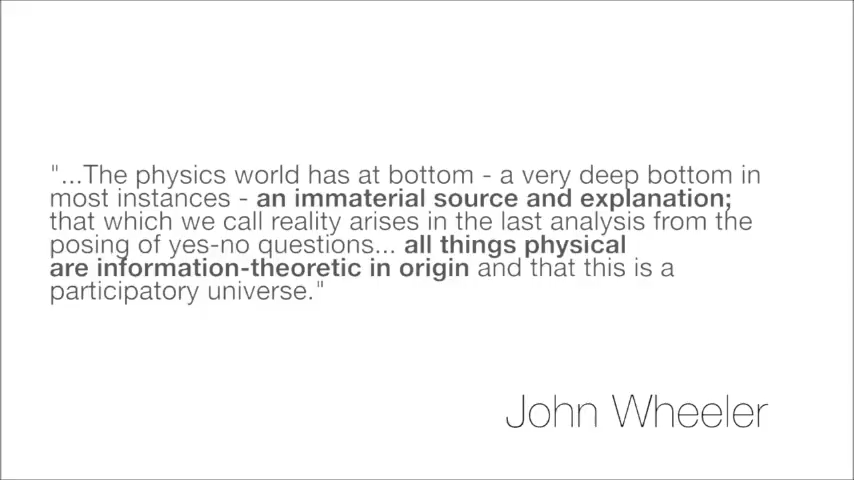 "...The physics world has at bottom - a very deep bottom in
most instances - an immaterial source and explanation;
that which we call reality arises in the last analysis from the
posing of yes-no questions... all things physical
are information-theoretic in origin and that this is a
participatory universe."
John Wheeler